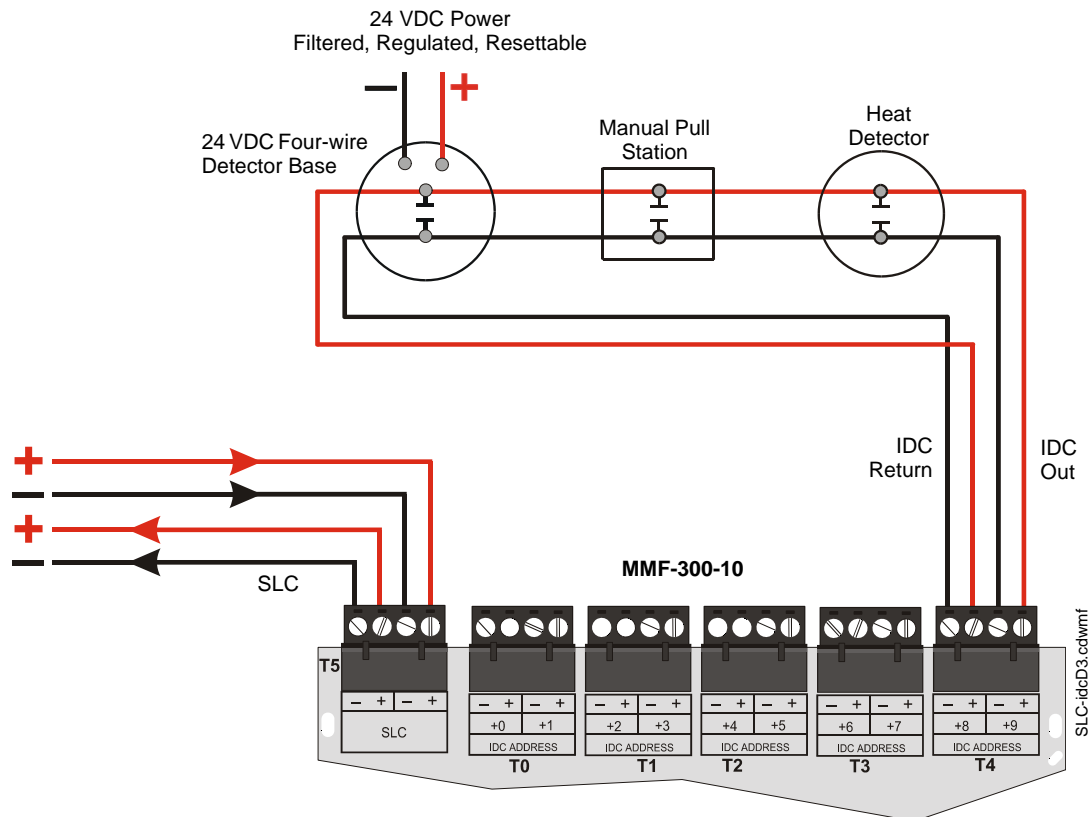 24 VDC Power
Filtered, Regulated, Resettable
− +
24 VDC Four-wire
Detector Base
Manual Pull
Station
Heat
Detector
IDC
Return
IDC
Out
+
−
+
−
SLC
MMF-300-10
T5
− + − +
SLC
− + − +
+0 +1
IDC ADDRESS
T0
− + − +
+2 +3
IDC ADDRESS
T1
− + − +
+4 +5
IDC ADDRESS
T2
− + − +
+6 +7
IDC ADDRESS
T3
− + − +
+8 +9
IDC ADDRESS
T4
SLC-idcD3.cdwmf